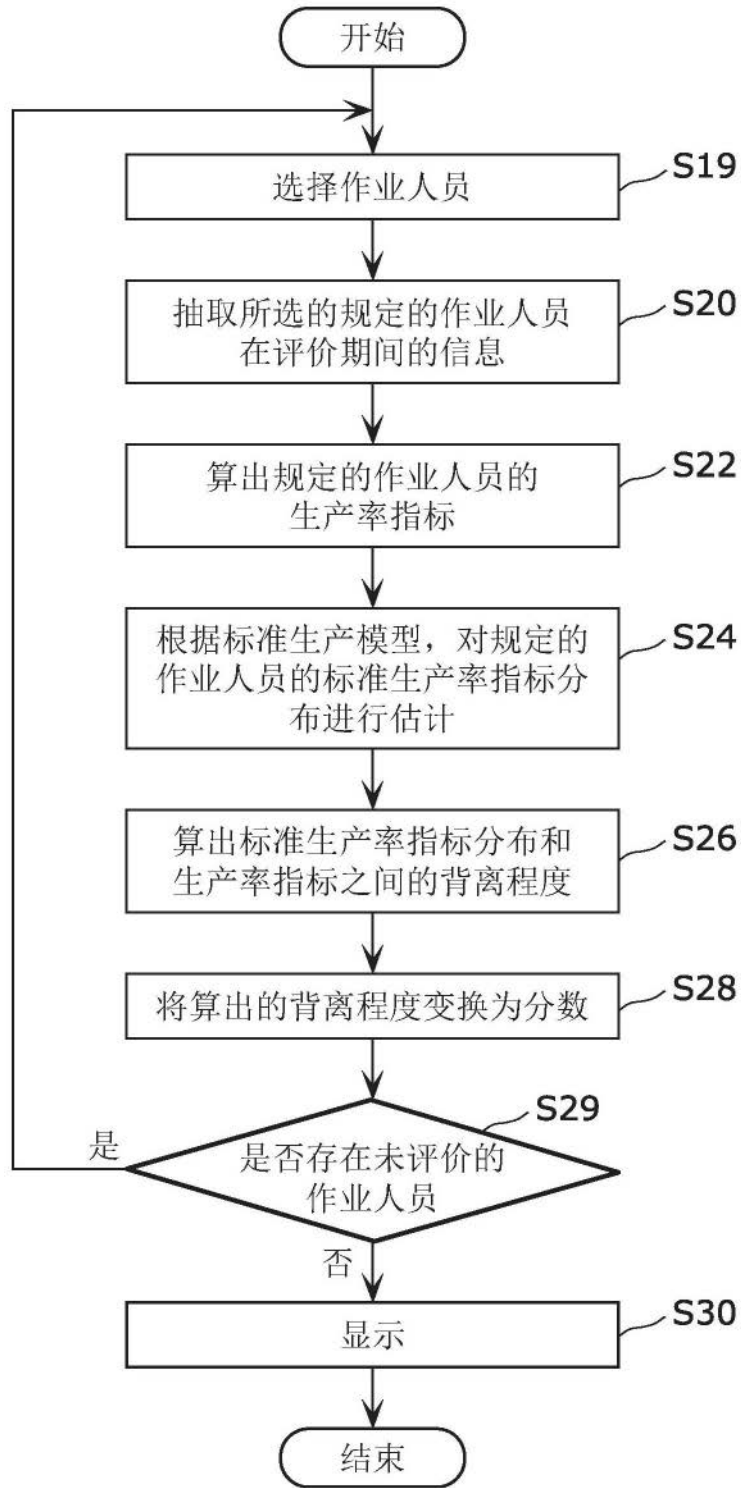 开始
选择作业人员
S19
抽取所选的规定的作业人员
在评价期间的信息
S20
算出规定的作业人员的
生产率指标
S22
根据标准生产模型，对规定的
作业人员的标准生产率指标分
布进行估计
S24
算出标准生产率指标分布和
生产率指标之间的背离程度
S26
将算出的背离程度变换为分数
S28
是否存在未评价的
作业人员
S29
是
否
显示
S30
结束